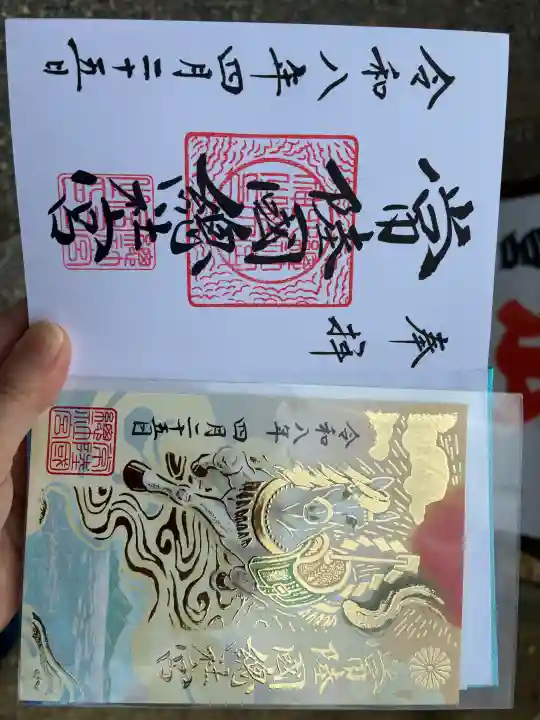 奉拝
常陸國總社宮
令和八年四月二十五日
常陸國總社宮
令和八年
四月二十五日